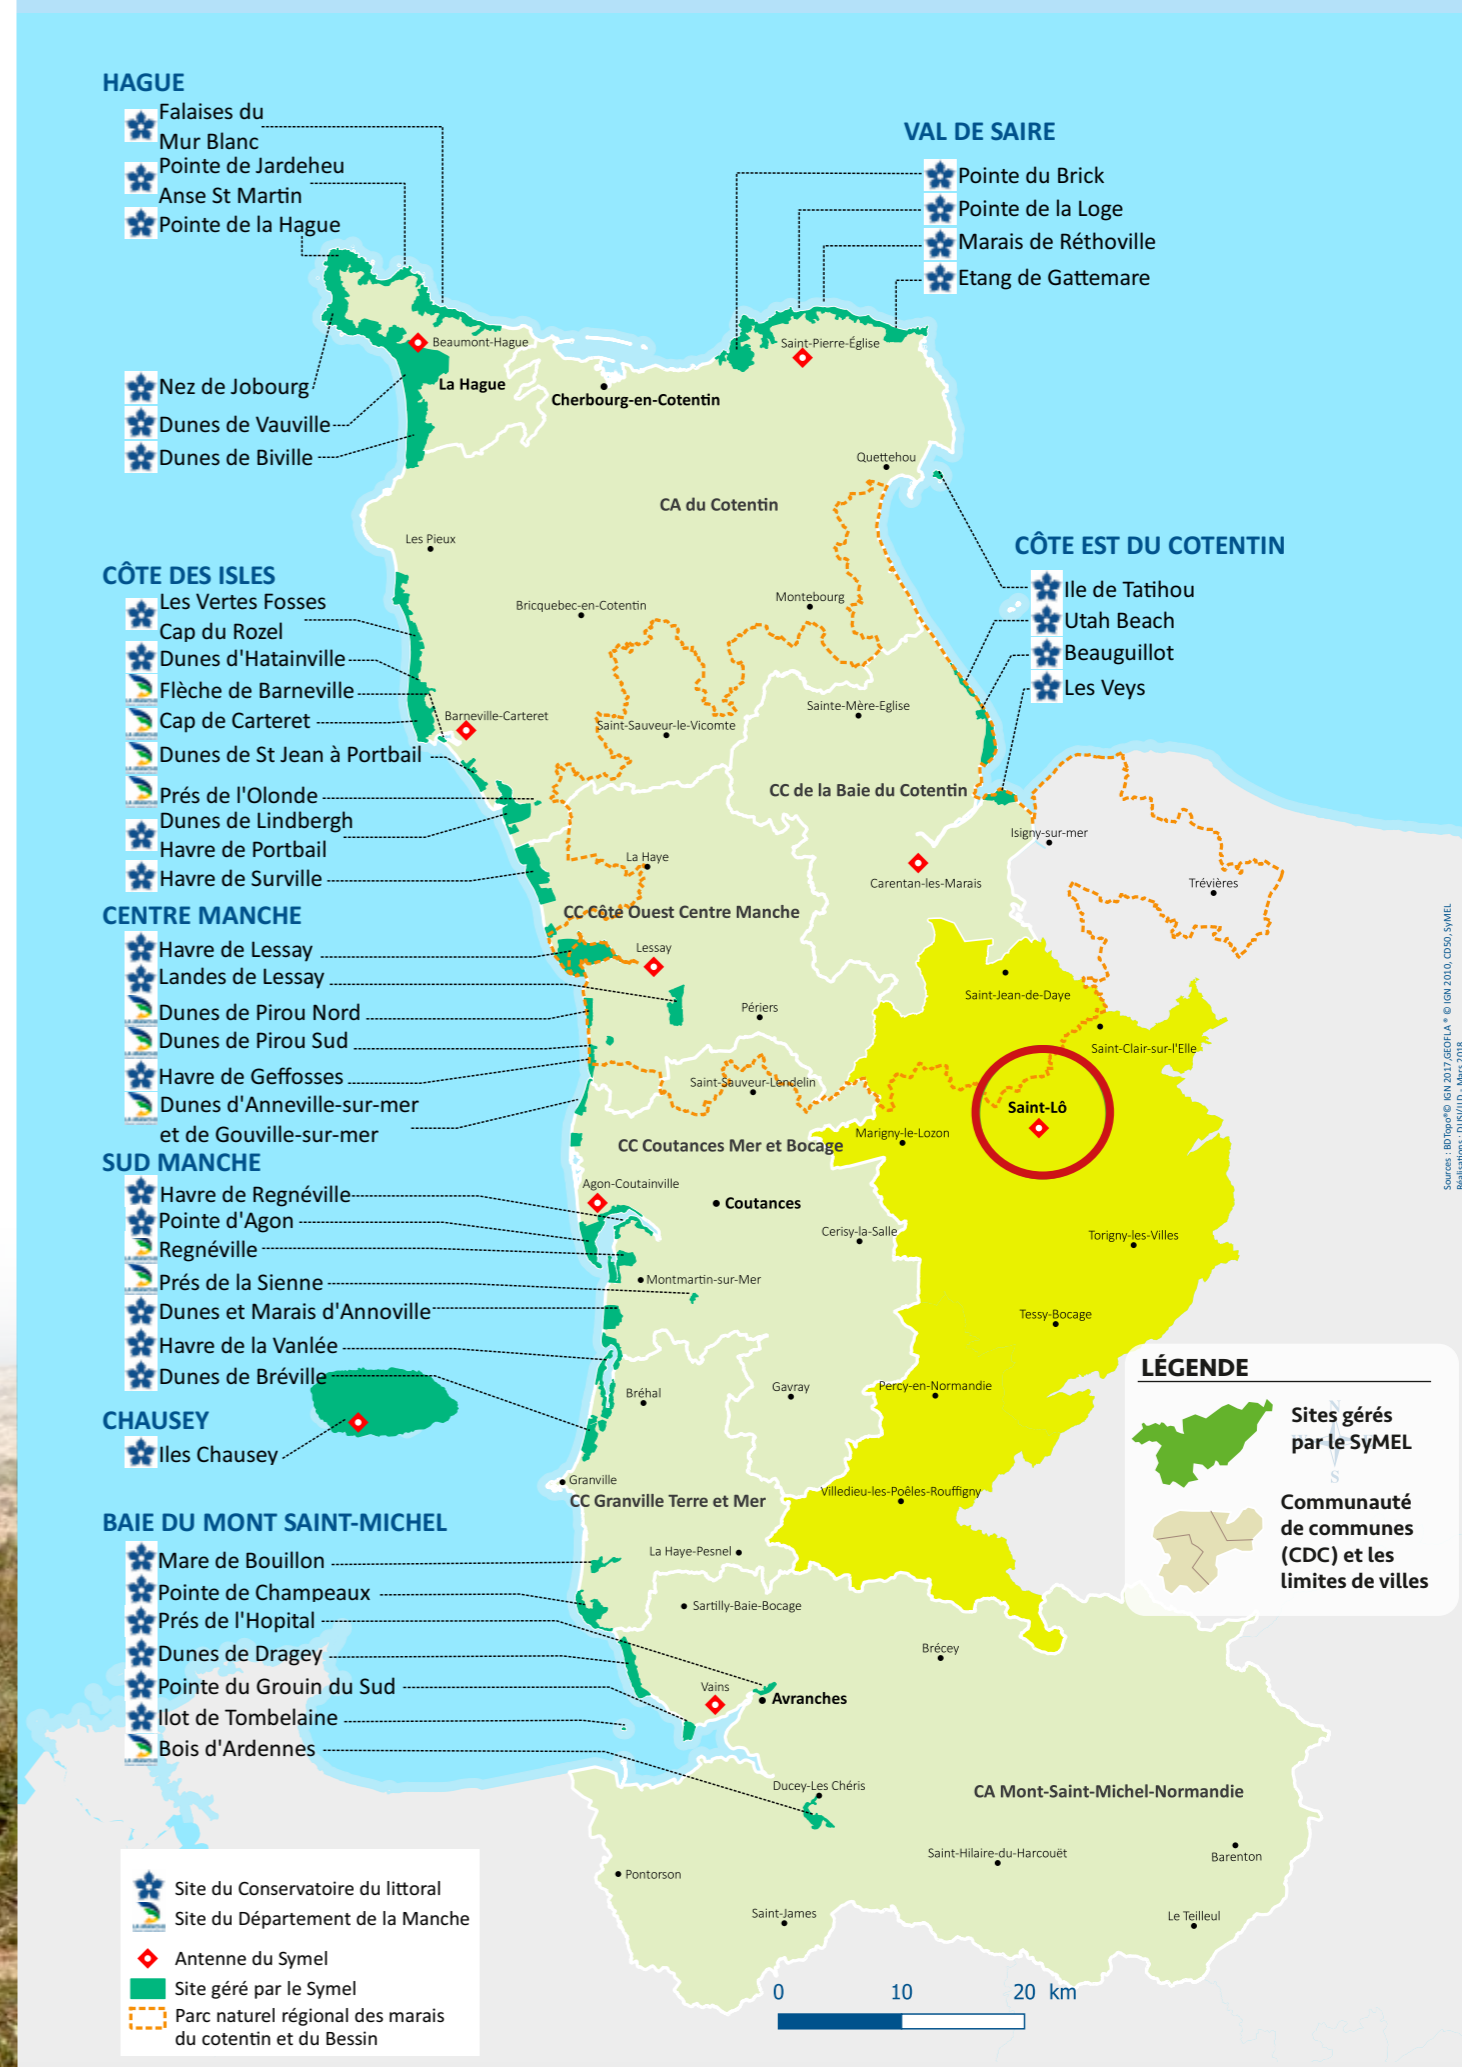 HAGUE
Falaises du
Mur Blanc
Pointe de Jardeheu
Anse St Martin
Pointe de la Hague
Nez de Jobourg
Dunes de Vauville
Dunes de Biville
VAL DE SAIRE
Pointe du Brick
Pointe de la Loge
Marais de Réthoville
Etang de Gattemare
CÔTE EST DU COTENTIN
Ile de Tatihou
Utah Beach
Beauguillot
Les Veys
CÔTE DES ISLES
Les Vertes Fosses
Cap du Rozel
Dunes d'Hatainville
Flèche de Barneville
Cap de Carteret
Dunes de St Jean à Portbail
Prés de l'Olonde
Dunes de Lindbergh
Havre de Portbail
Havre de Surville
CENTRE MANCHE
Havre de Lessay
Landes de Lessay
Dunes de Pirou Nord
Dunes de Pirou Sud
Havre de Geffosses
Dunes d'Anneville-sur-mer
et de Gouville-sur-mer
SUD MANCHE
Havre de Regnéville
Pointe d'Agon
Regnéville
Prés de la Sienne
Dunes et Marais d'Annoville
Havre de la Vanlée
Dunes de Bréville
CHAUSEY
Iles Chausey
BAIE DU MONT SAINT-MICHEL
Mare de Bouillon
Pointe de Champeaux
Prés de l'Hopital
Dunes de Dragey
Pointe du Grouin du Sud
Ilot de Tombelaine
Bois d'Ardennes
Beaumont-Hague
La Hague
Cherbourg-en-Cotentin
Saint-Pierre-Église
Quettehou
CA du Cotentin
Les Pieux
Bricquebec-en-Cotentin
Montebourg
Barneville-Carteret
Saint-Sauveur-le-Vicomte
Sainte-Mère-Eglise
CC de la Baie du Cotentin
Isigny-sur-mer
La Haye
Carentan-les-Marais
Trévières
CC Côte Ouest Centre Manche
Lessay
Périers
Saint-Jean-de-Daye
Saint-Clair-sur-l'Elle
Saint-Sauveur-Lendelin
Saint-Lô
Marigny-le-Lozon
CC Coutances Mer et Bocage
Agon-Coutainville
Coutances
Cerisy-la-Salle
Torigny-les-Villes
Montmartin-sur-Mer
Tessy-Bocage
Bréhal
Gavray
Percy-en-Normandie
Granville
CC Granville Terre et Mer
Villedieu-les-Poêles-Rouffigny
La Haye-Pesnel
Sartilly-Baie-Bocage
Brécey
Vains
Avranches
Ducey-Les Chéris
CA Mont-Saint-Michel-Normandie
Saint-Hilaire-du-Harcouët
Barenton
Pontorson
Saint-James
Le Teilleul
LÉGENDE
Sites gérés
par le SyMEL
N
S
Communauté
de communes
(CDC) et les
limites de villes
Site du Conservatoire du littoral
Site du Département de la Manche
Antenne du Symel
Site géré par le Symel
Parc naturel régional des marais
du cotentin et du Bessin
0 10 20 km
Sources : BDTopo®© IGN 2017,GEOFLA ® © IGN 2010, CD50, SyMEL